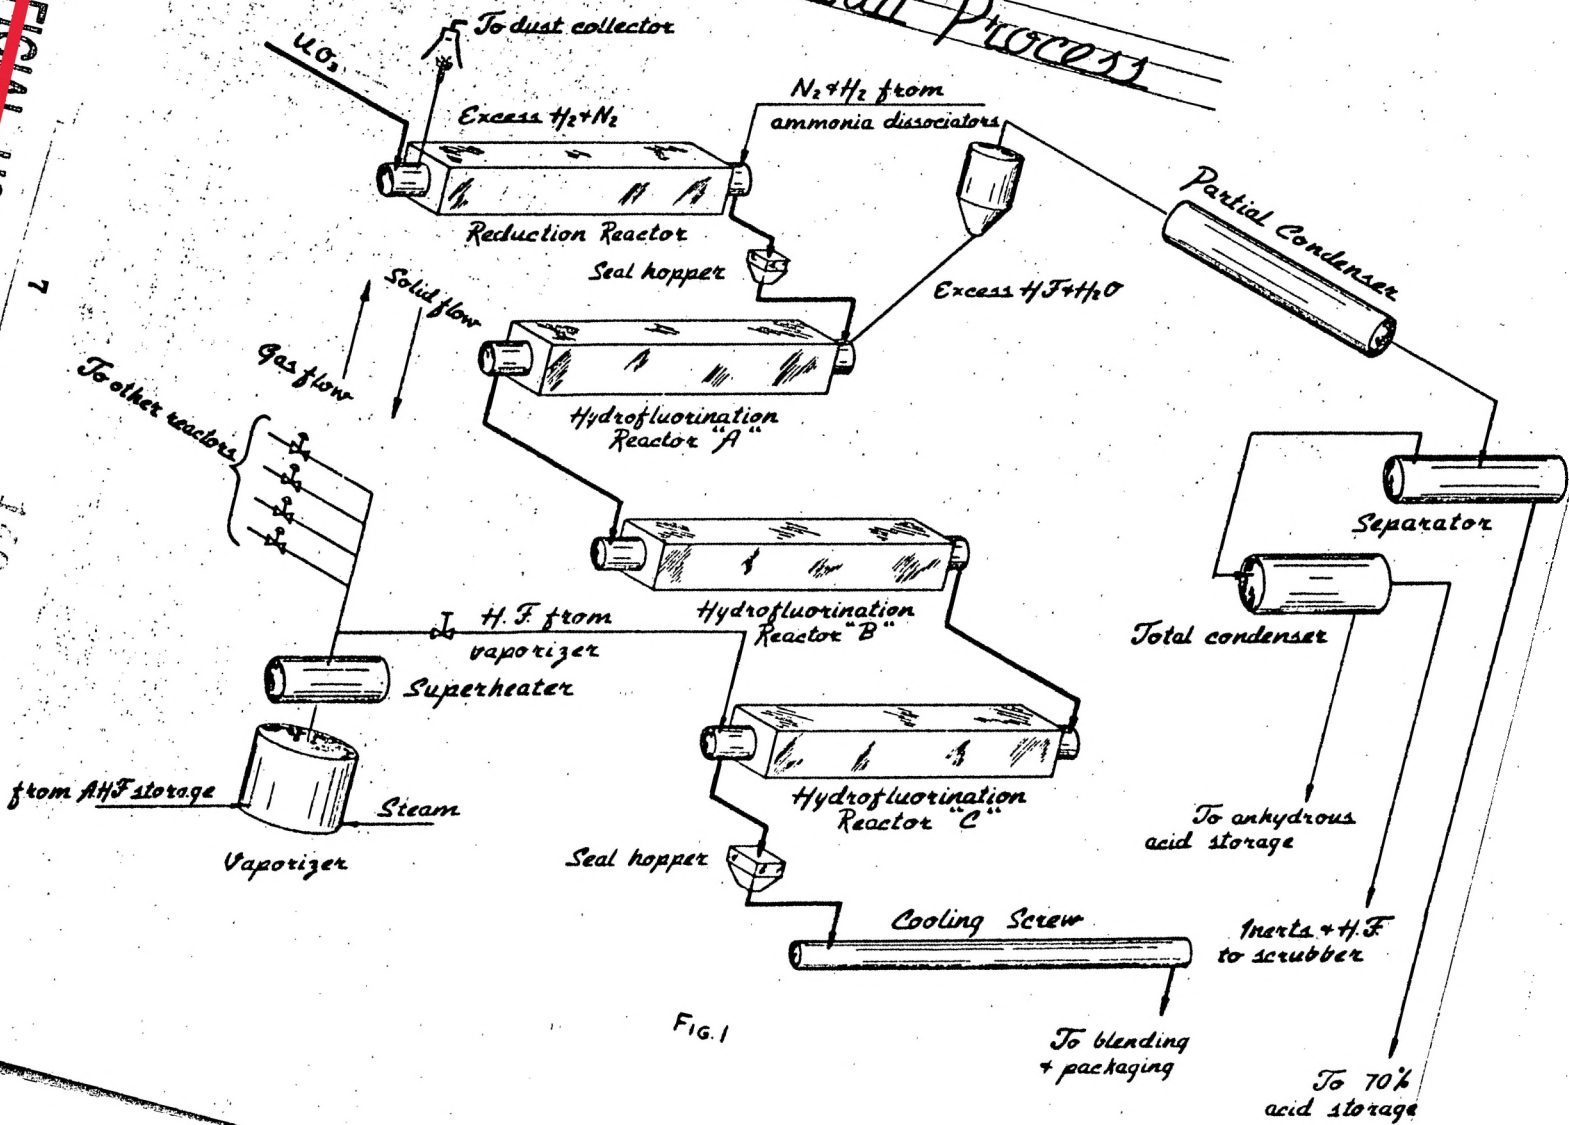 Process
To dust collector
UO3
N2+H2 from
ammonia dissociators
Excess H2+N2
Reduction Reactor
Seal hopper
Partial Condenser
Excess HF+H2O
Solid flow
Gas flow
To other reactors
Hydrofluorination
Reactor "A"
Separator
Hydrofluorination
Reactor "B"
H.F. from
vaporizer
Total condenser
Superheater
from AHF storage
Steam
Vaporizer
Hydrofluorination
Reactor "C"
To anhydrous
acid storage
Seal hopper
Cooling Screw
Inerts + H.F.
to scrubber
FIG. 1
To blending
+ packaging
To 70%
acid storage
7